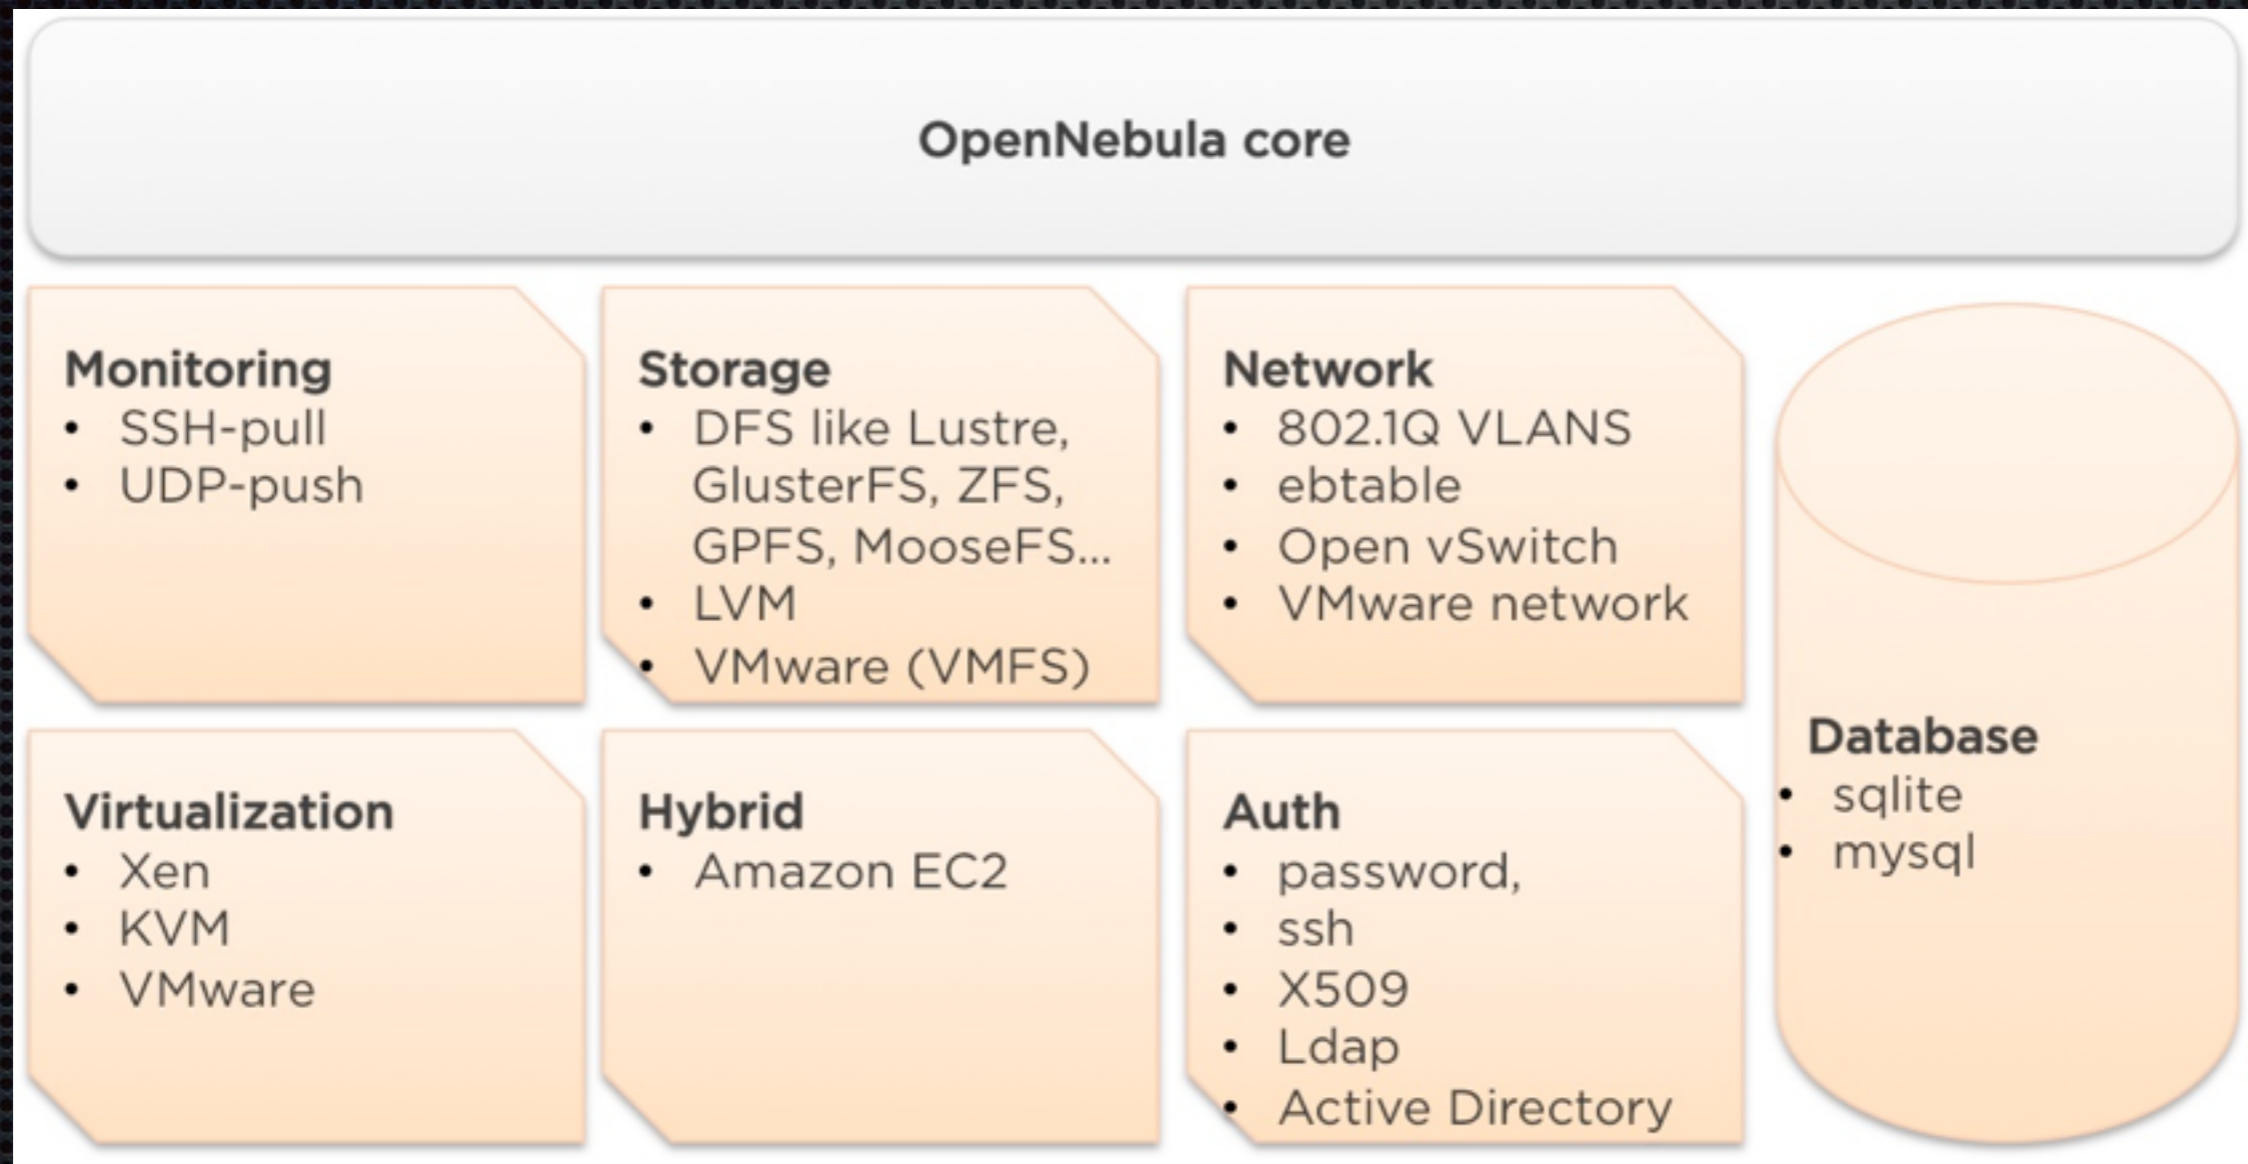 OpenNebula core
Monitoring
• SSH-pull
• UDP-push
Storage
• DFS like Lustre,
GlusterFS, ZFS,
GPFS, MooseFS...
• LVM
• VMware (VMFS)
Network
• 802.1Q VLANS
• ebtable
• Open vSwitch
• VMware network
Virtualization
• Xen
• KVM
• VMware
Hybrid
• Amazon EC2
Auth
• password,
• ssh
• X509
• Ldap
• Active Directory
Database
• sqlite
• mysql